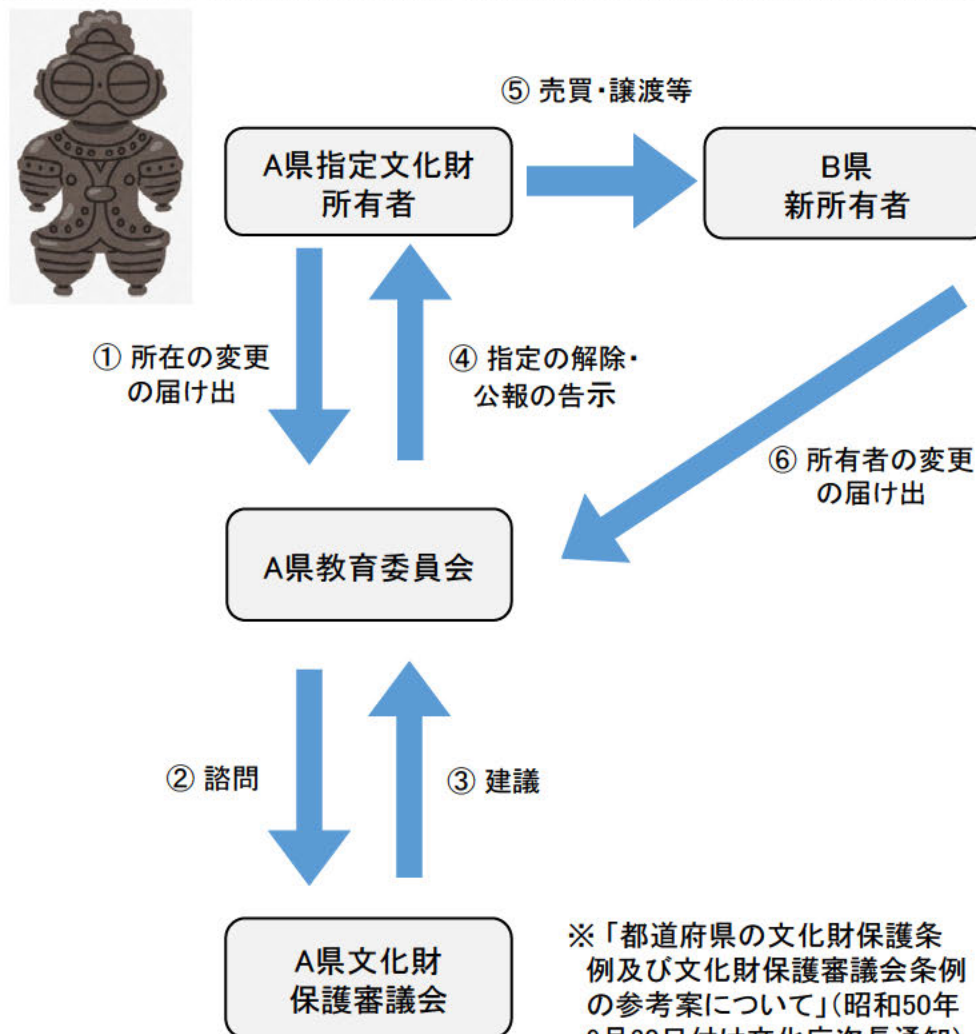 ⑤ 売買・譲渡等
A県指定文化財
所有者
B県
新所有者
① 所在の変更
の届け出
④ 指定の解除・
公報の告示
⑥ 所有者の変更
の届け出
A県教育委員会
② 諮問
③ 建議
A県文化財
保護審議会
※「都道府県の文化財保護条
例及び文化財保護審議会条例
の参考案について」(昭和50年